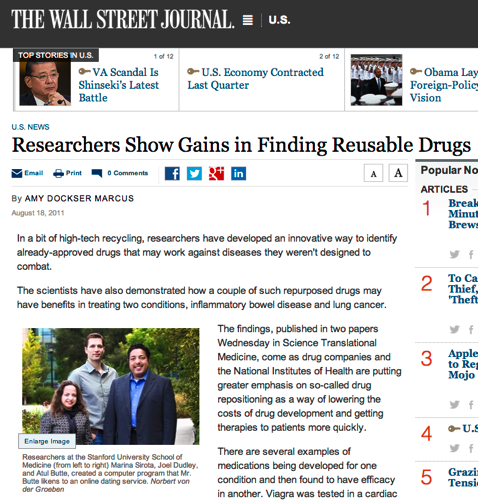 THE WALL STREET JOURNAL. U.S.
TOP STORIES IN U.S.
1 of 12
VA Scandal Is
Shinseki's Latest
Battle
2 of 12
U.S. Economy Contracted
Last Quarter
Obama Lay
Foreign-Policy
Vision
U.S. NEWS
Researchers Show Gains in Finding Reusable Drugs
Email Print 0 Comments
A A
By AMY DOCKSER MARCUS
August 18, 2011
In a bit of high-tech recycling, researchers have developed an innovative way to identify
already-approved drugs that may work against diseases they weren't designed to
combat.
The scientists have also demonstrated how a couple of such repurposed drugs may
have benefits in treating two conditions, inflammatory bowel disease and lung cancer.
Enlarge Image
Researchers at the Stanford University School of
Medicine (from left to right) Marina Sirota, Joel Dudley,
and Atul Butte, created a computer program that Mr.
Butte likens to an online dating service. Norbert von
der Groeben
The findings, published in two papers
Wednesday in Science Translational
Medicine, come as drug companies and
the National Institutes of Health are putting
greater emphasis on so-called drug
repositioning as a way of lowering the
costs of drug development and getting
therapies to patients more quickly.
There are several examples of
medications being developed for one
condition and then found to have efficacy
in another. Viagra was tested in a cardiac
Popular No
ARTICLES
1 Break
Minut
Brews
2 To Ca
Thief,
'Theft
3 Apple
to Reg
Mojo
4 U.S
5 Grazin
Tensi